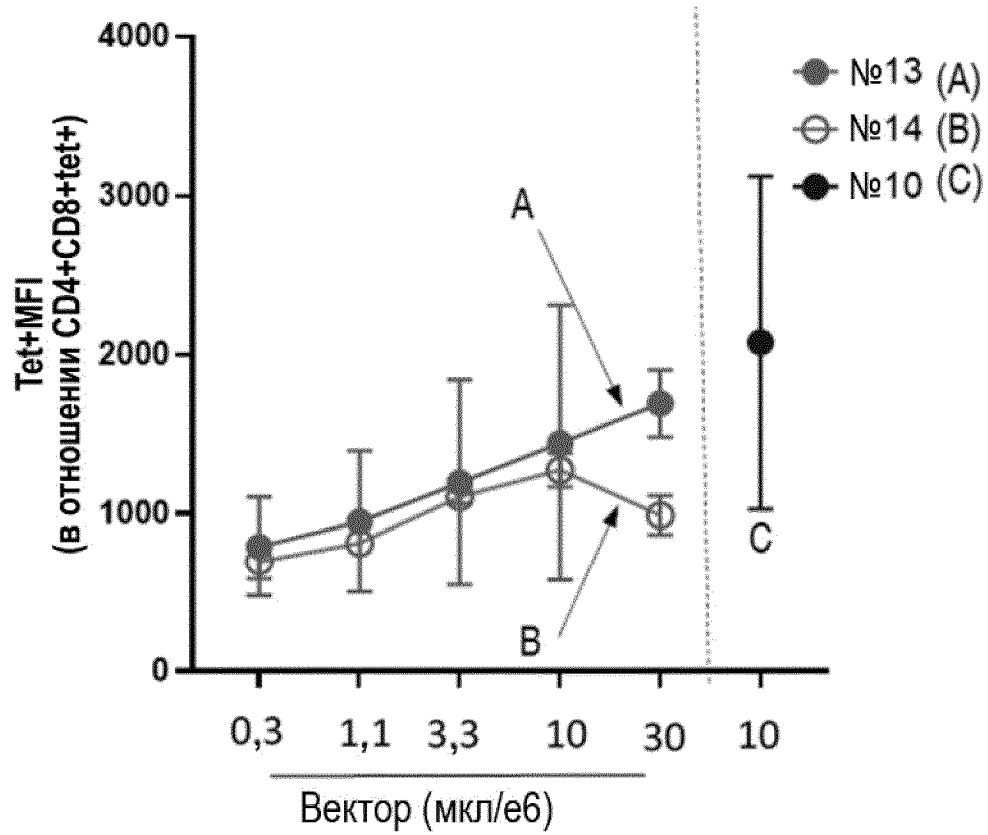 Tet+MFI
(в отношении CD4+CD8+tet+)
4000
3000
2000
1000
0
A
B
C
№13 (A)
№14 (B)
№10 (C)
0,3 1,1 3,3 10 30 10
Вектор (мкл/е6)